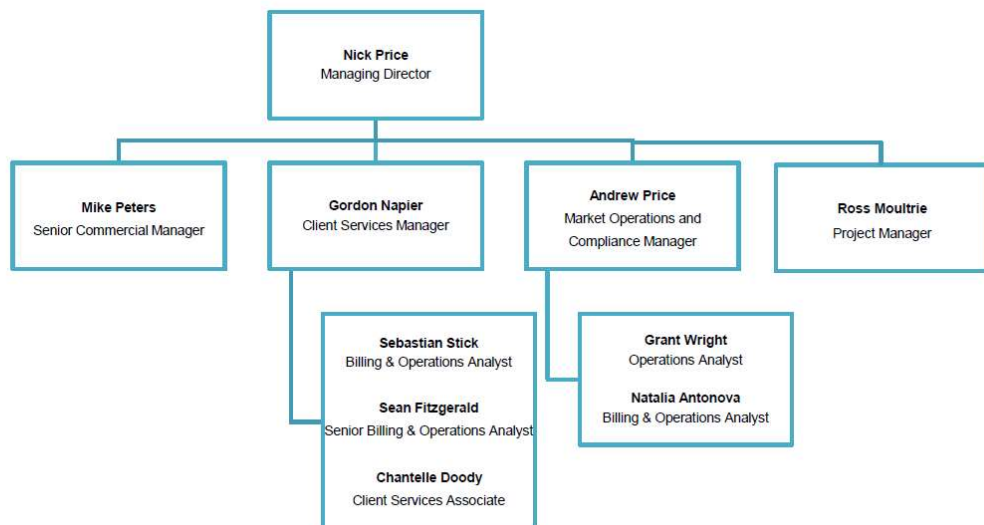 Nick Price
Managing Director
Mike Peters
Senior Commercial Manager
Gordon Napier
Client Services Manager
Andrew Price
Market Operations and
Compliance Manager
Ross Moultrie
Project Manager
Sebastian Stick
Billing & Operations Analyst
Sean Fitzgerald
Senior Billing & Operations Analyst
Chantelle Doody
Client Services Associate
Grant Wright
Operations Analyst
Natalia Antonova
Billing & Operations Analyst